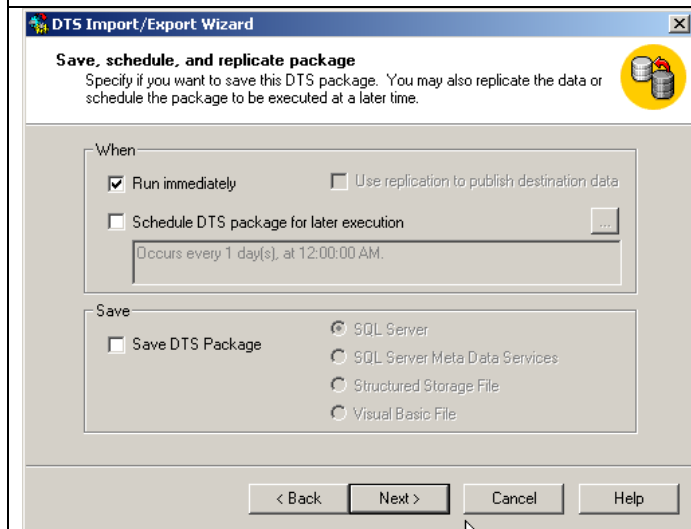 DTS Import/Export Wizard
Save, schedule, and replicate package
Specify if you want to save this DTS package. You may also replicate the data or
schedule the package to be executed at a later time.
When
Run immediately
Use replication to publish destination data
Schedule DTS package for later execution
...
Occurs every 1 day(s), at 12:00:00 AM.
Save
Save DTS Package
SQL Server
SQL Server Meta Data Services
Structured Storage File
Visual Basic File
< Back
Next >
Cancel
Help